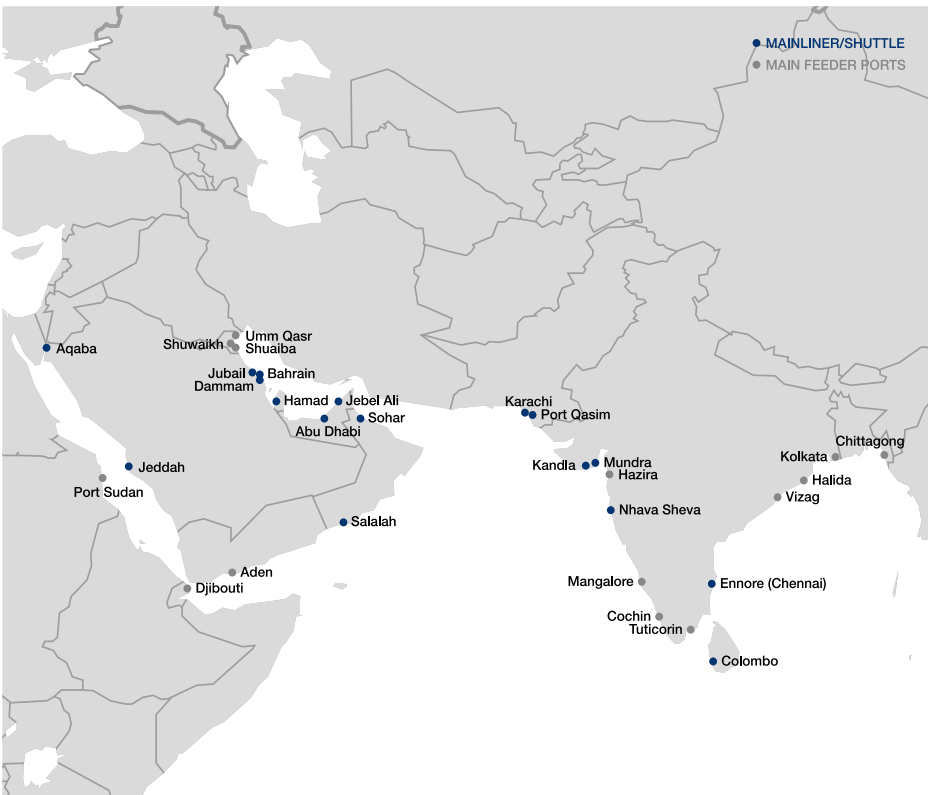 MAINLINER/SHUTTLE
MAIN FEEDER PORTS
Umm Qasr
Shuwaikh
Shuaiba
Aqaba
Jubail
Bahrain
Dammam
Hamad
Jebel Ali
Abu Dhabi
Sohar
Karachi
Port Qasim
Chittagong
Kolkata
Kandla
Mundra
Hazira
Halida
Vizag
Jeddah
Port Sudan
Nhava Sheva
Salalah
Aden
Djibouti
Mangalore
Ennore (Chennai)
Cochin
Tuticorin
Colombo